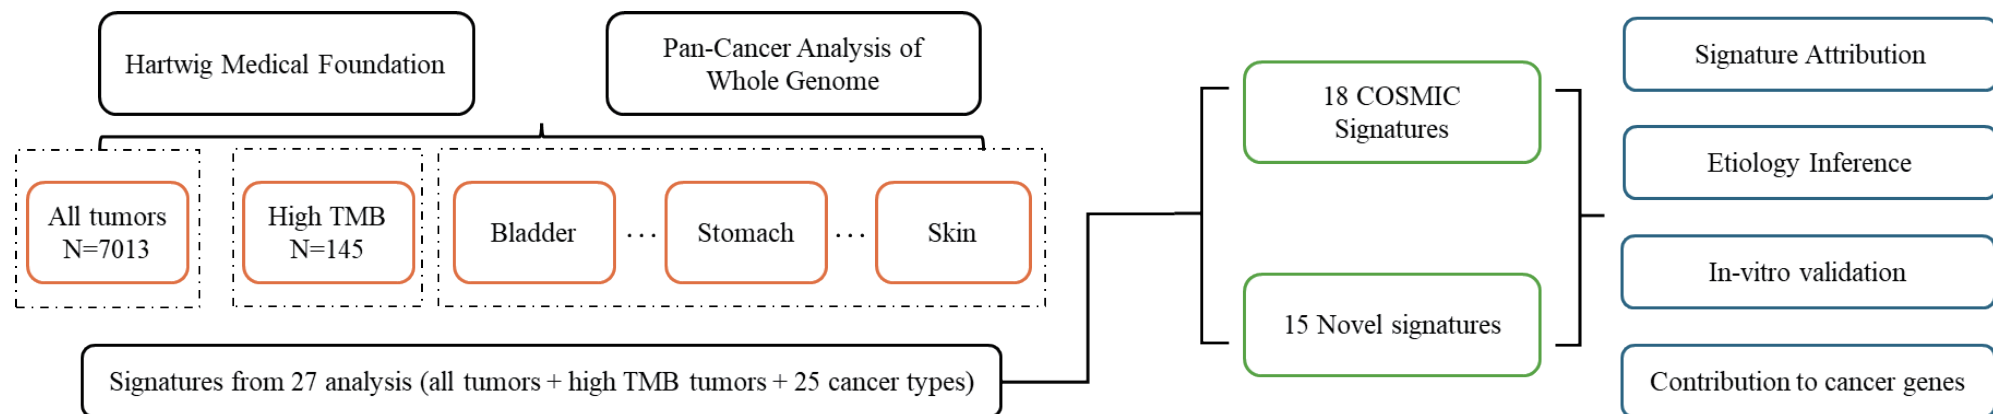 Hartwig Medical Foundation
Pan-Cancer Analysis of
Whole Genome
All tumors
N=7013
High TMB
N=145
Bladder
...
Stomach
...
Skin
Signatures from 27 analysis (all tumors + high TMB tumors + 25 cancer types)
18 COSMIC
Signatures
15 Novel signatures
Signature Attribution
Etiology Inference
In-vitro validation
Contribution to cancer genes